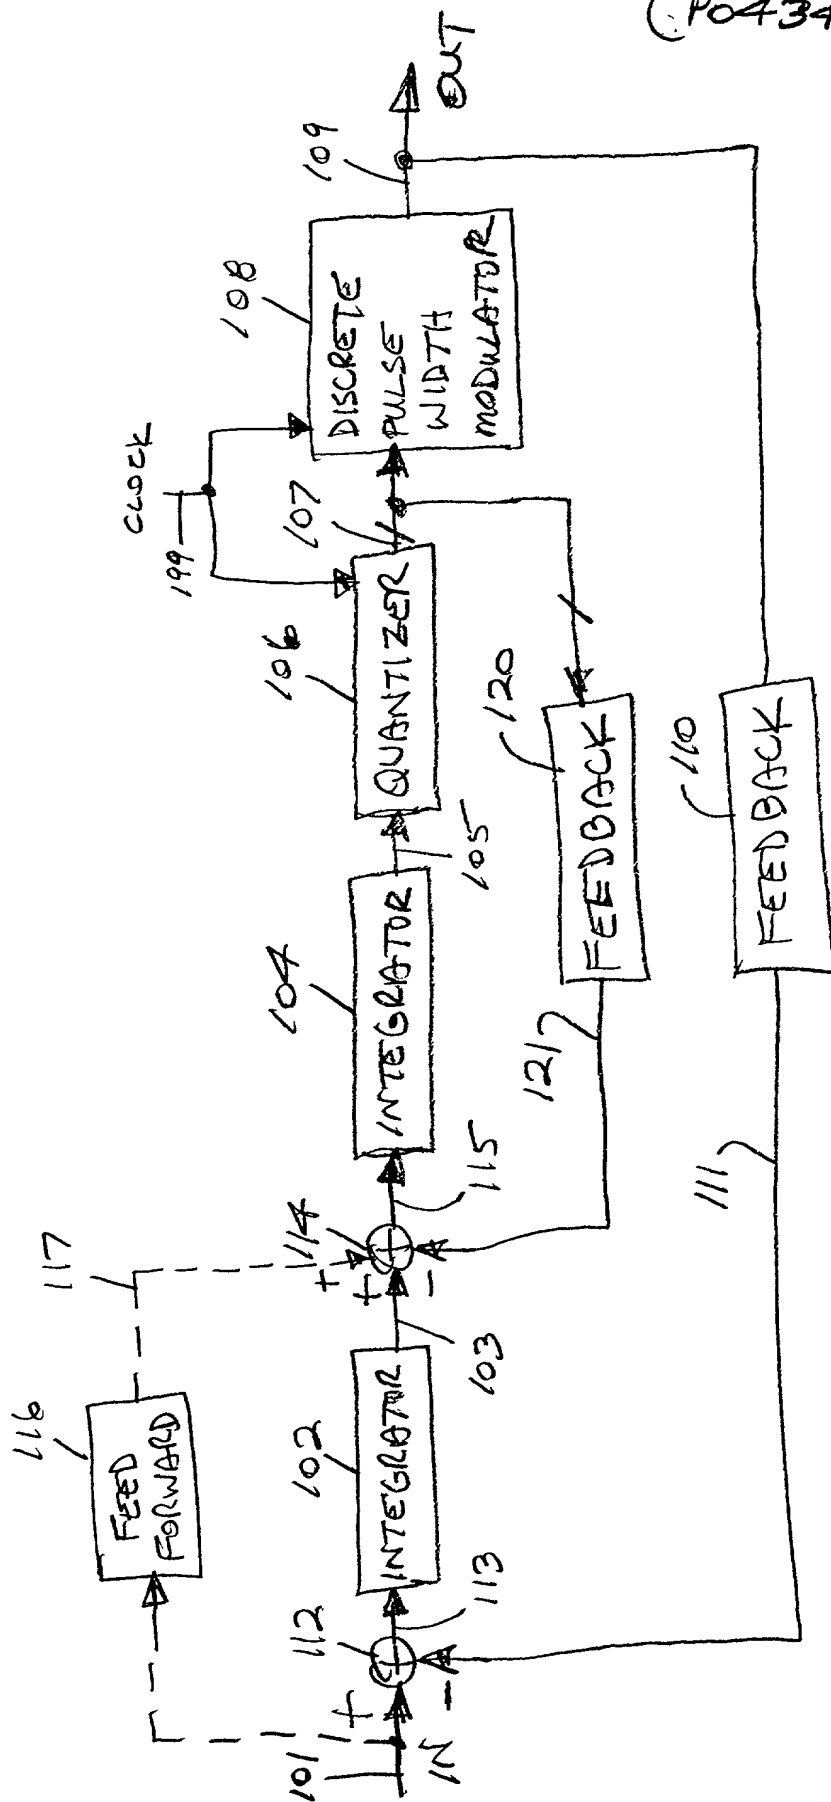 (P0434
116
FEED
FORWARD
117
101
IN
+
-
112
113
102
INTEGRATOR
103
+
+
-
114
115
104
INTEGRATOR
105
106
QUANTIZER
107
CLOCK
199
108
DISCRETE
PULSE
WIDTH
MODULATOR
109
OUT
121
120
FEEDBACK
111
110
FEEDBACK